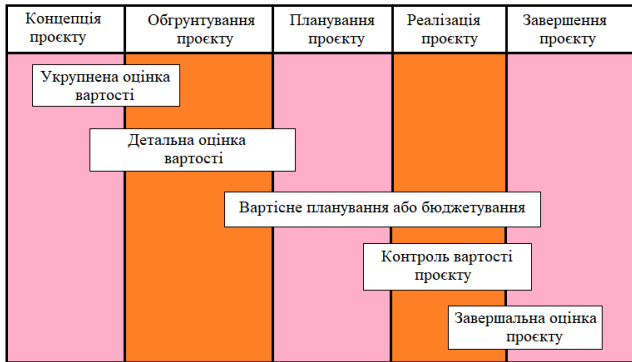 Концепція
проєкту
Обгрунтування
проєкту
Планування
проєкту
Реалізація
проєкту
Завершення
проєкту
Укрупнена оцінка
вартості
Детальна оцінка
вартості
Вартісне планування або бюджетування
Контроль вартості
проєкту
Завершальна оцінка
проєкту